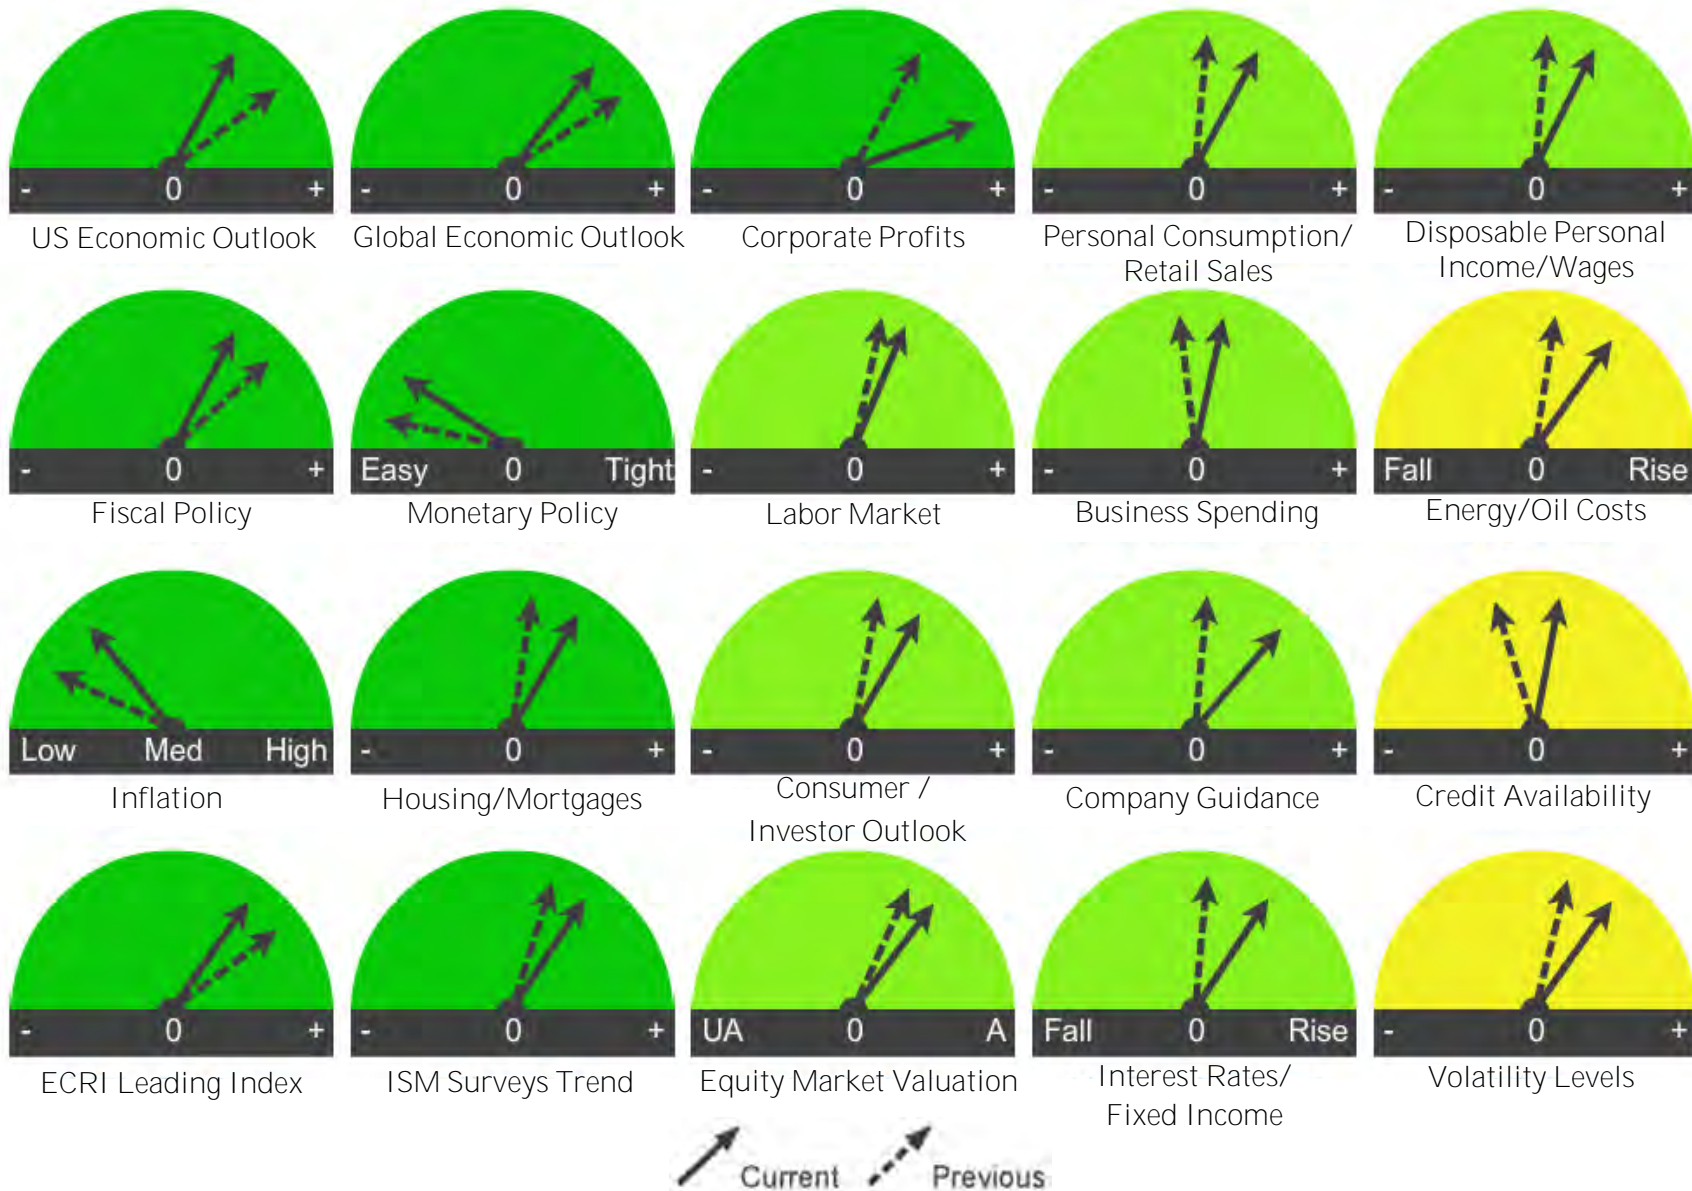 - 0 +
- 0 +
- 0 +
- 0 +
- 0 +
US Economic Outlook
Global Economic Outlook
Corporate Profits
Personal Consumption/
Retail Sales
Disposable Personal
Income/Wages
- 0 +
Easy 0 Tight
- 0 +
- 0 +
Fall 0 Rise
Fiscal Policy
Monetary Policy
Labor Market
Business Spending
Energy/Oil Costs
Low Med High
- 0 +
- 0 +
- 0 +
- 0 +
Inflation
Housing/Mortgages
Consumer /
Investor Outlook
Company Guidance
Credit Availability
- 0 +
- 0 +
UA 0 A
Fall 0 Rise
- 0 +
ECRI Leading Index
ISM Surveys Trend
Equity Market Valuation
Interest Rates/
Fixed Income
Volatility Levels
Current
Previous